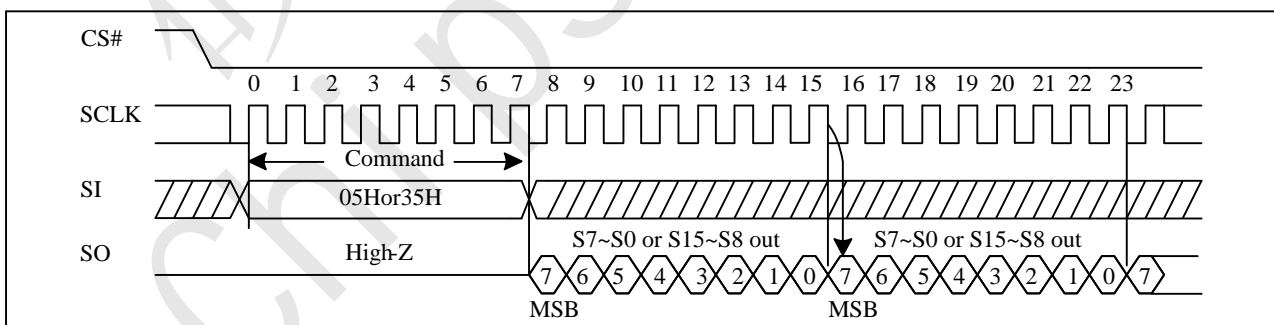 CS#
0 1 2 3 4 5 6 7 8 9 10 11 12 13 14 15 16 17 18 19 20 21 22 23
SCLK
Command
SI
05Hor35H
SO
High-Z
S7~S0 or S15~S8 out
S7~S0 or S15~S8 out
7 6 5 4 3 2 1 0 7 6 5 4 3 2 1 0 7
MSB
MSB